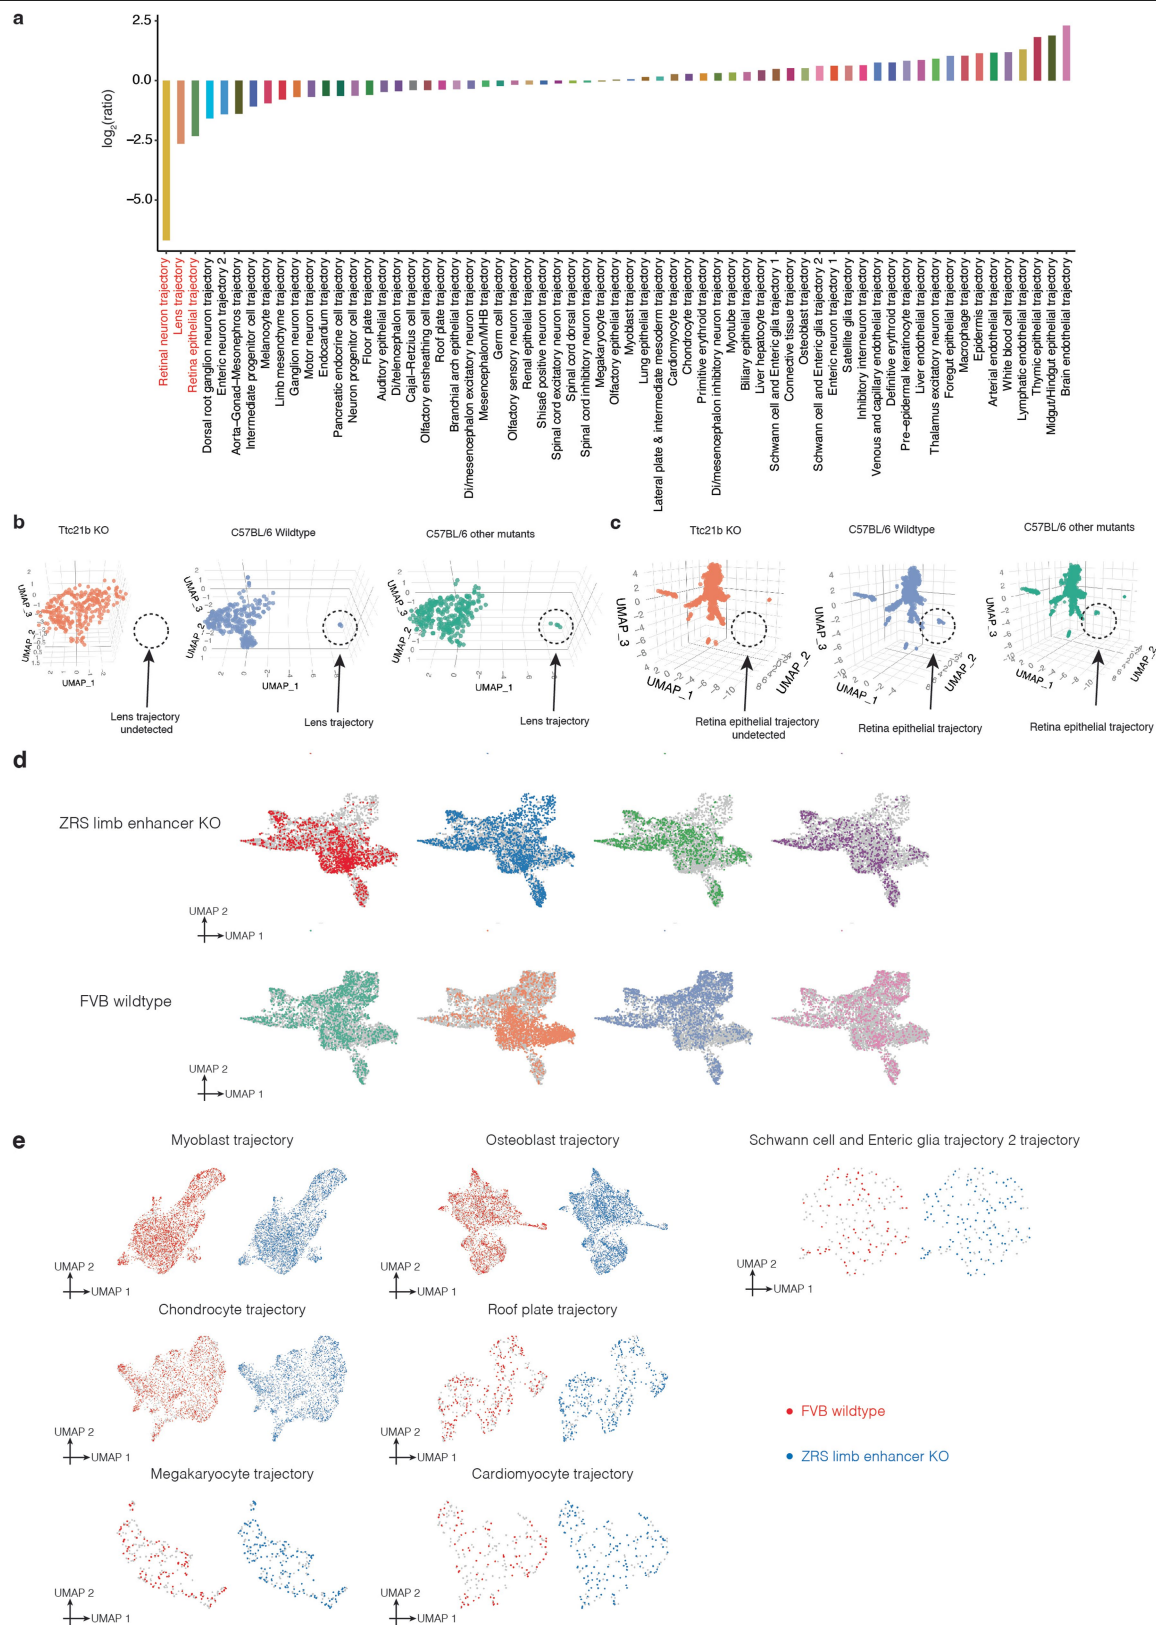 a
2.5
0.0
−2.5
−5.0
log2(ratio)
Retinal neuron trajectory
Lens trajectory
Retina epithelial trajectory
Dorsal root ganglion neuron trajectory
Enteric neuron trajectory 2
Aorta−Gonad−Mesonephros trajectory
Intermediate progenitor cell trajectory
Melanocyte trajectory
Limb mesenchyme trajectory
Ganglion neuron trajectory
Motor neuron trajectory
Endocardium trajectory
Pancreatic endocrine cell trajectory
Neuron progenitor cell trajectory
Floor plate trajectory
Auditory epithelial trajectory
Di/telencephalon trajectory
Cajal−Retzius cell trajectory
Olfactory ensheathing cell trajectory
Roof plate trajectory
Branchial arch epithelial trajectory
Di/mesencephalon excitatory neuron trajectory
Mesencephalon/MHB trajectory
Germ cell trajectory
Olfactory sensory neuron trajectory
Renal epithelial trajectory
Shisa6 positive neuron trajectory
Spinal cord excitatory neuron trajectory
Spinal cord dorsal trajectory
Spinal cord inhibitory neuron trajectory
Megakaryocyte trajectory
Olfactory epithelial trajectory
Myoblast trajectory
Lung epithelial trajectory
Lateral plate & intermediate mesoderm trajectory
Cardiomyocyte trajectory
Chondrocyte trajectory
Primitive erythroid trajectory
Di/mesencephalon inhibitory neuron trajectory
Myotube trajectory
Biliary epithelial trajectory
Liver hepatocyte trajectory
Schwann cell and Enteric glia trajectory 1
Connective tissue trajectory
Osteoblast trajectory
Schwann cell and Enteric glia trajectory 2
Enteric neuron trajectory 1
Satellite glia trajectory
Inhibitory interneuron trajectory
Venous and capillary endothelial trajectory
Definitive erythroid trajectory
Pre−epidermal keratinocyte trajectory
Liver endothelial trajectory
Thalamus excitatory neuron trajectory
Foregut epithelial trajectory
Macrophage trajectory
Epidermis trajectory
Arterial endothelial trajectory
White blood cell trajectory
Lymphatic endothelial trajectory
Thymic epithelial trajectory
Midgut/Hindgut epithelial trajectory
Brain endothelial trajectory
b
Ttc21b KO
C57BL/6 Wildtype
C57BL/6 other mutants
UMAP_3
UMAP_2
UMAP_1
UMAP_3
UMAP_2
UMAP_1
UMAP_3
UMAP_2
UMAP_1
Lens trajectory
undetected
Lens trajectory
Lens trajectory
c
Ttc21b KO
C57BL/6 Wildtype
C57BL/6 other mutants
UMAP_3
UMAP_1
UMAP_2
UMAP_3
UMAP_1
UMAP_2
UMAP_3
UMAP_1
UMAP_2
Retina epithelial trajectory
undetected
Retina epithelial trajectory
Retina epithelial trajectory
d
ZRS limb enhancer KO
UMAP 2
UMAP 1
FVB wildtype
UMAP 2
UMAP 1
e
Myoblast trajectory
Osteoblast trajectory
Schwann cell and Enteric glia trajectory 2 trajectory
UMAP 2
UMAP 1
UMAP 2
UMAP 1
UMAP 2
UMAP 1
Chondrocyte trajectory
Roof plate trajectory
UMAP 2
UMAP 1
UMAP 2
UMAP 1
FVB wildtype
ZRS limb enhancer KO
Megakaryocyte trajectory
Cardiomyocyte trajectory
UMAP 2
UMAP 1
UMAP 2
UMAP 1